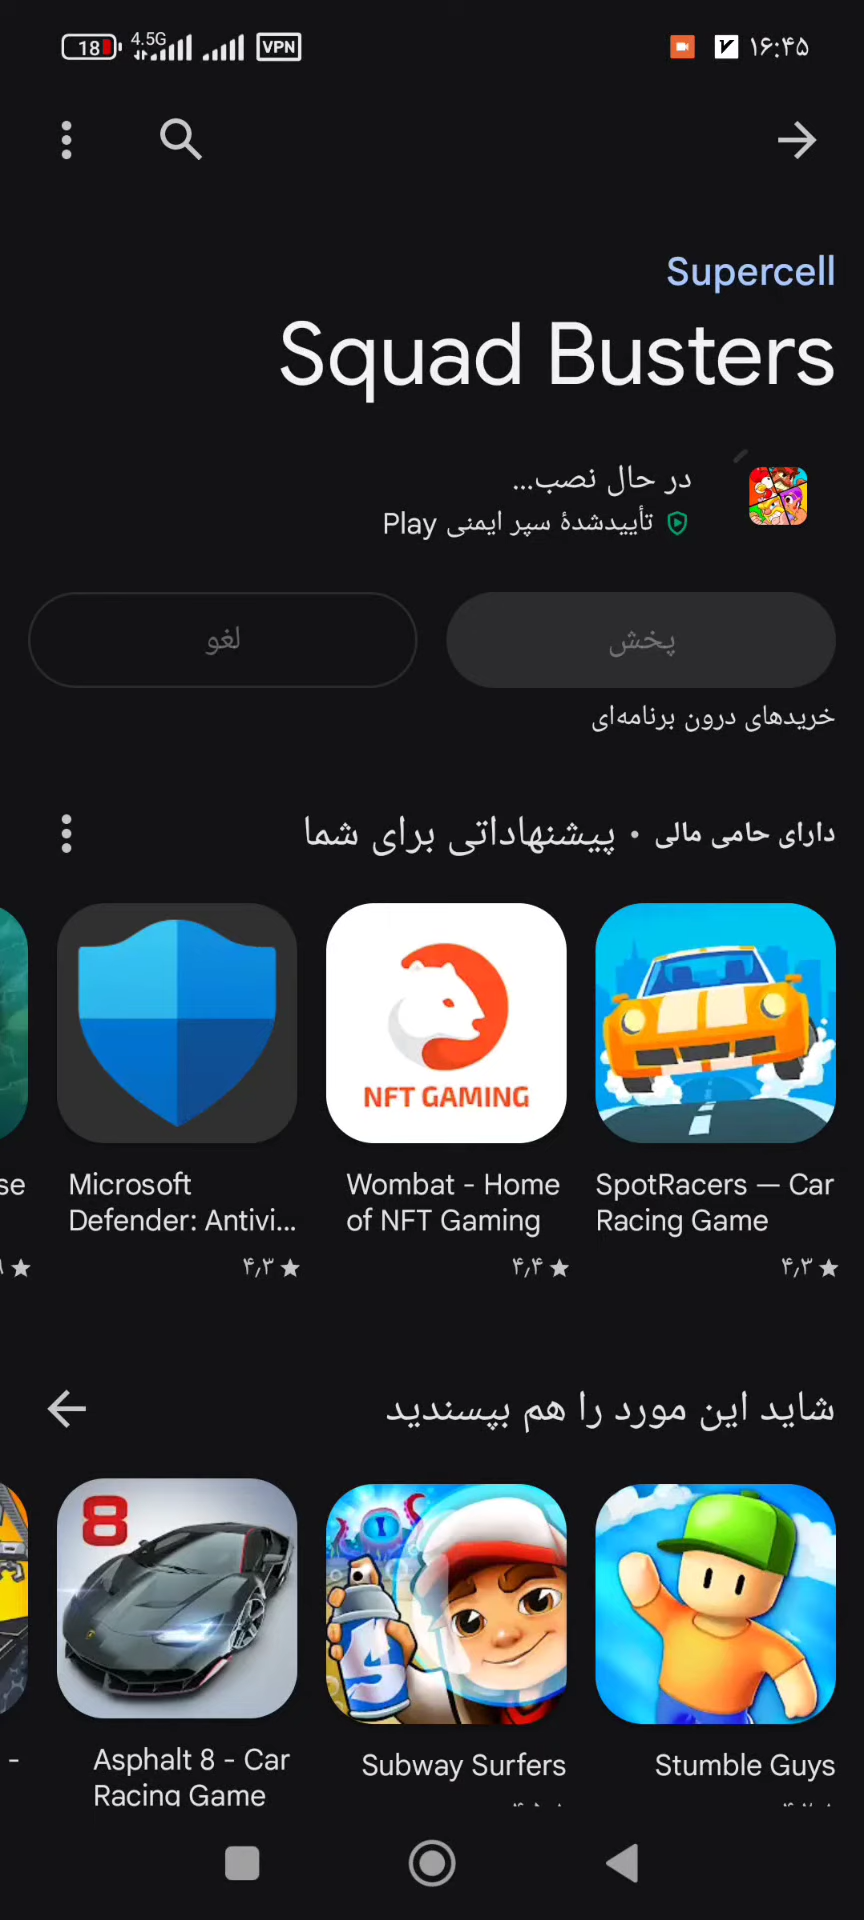 18 4.5G VPN ۱۶:۴۵
Supercell
Squad Busters
در حال نصب...
تأییدشدهٔ سپر ایمنی Play
پخش
لغو
خریدهای درون برنامه‌ای
دارای حامی مالی • پیشنهاداتی برای شما
NFT GAMING
SpotRacers — Car
Racing Game
۴٫۳ ★
Wombat - Home
of NFT Gaming
۴٫۴ ★
Microsoft
Defender: Antivi...
۴٫۳ ★
se
شاید این مورد را هم بپسندید
8
Stumble Guys
Subway Surfers
Asphalt 8 - Car
Racing Game
-